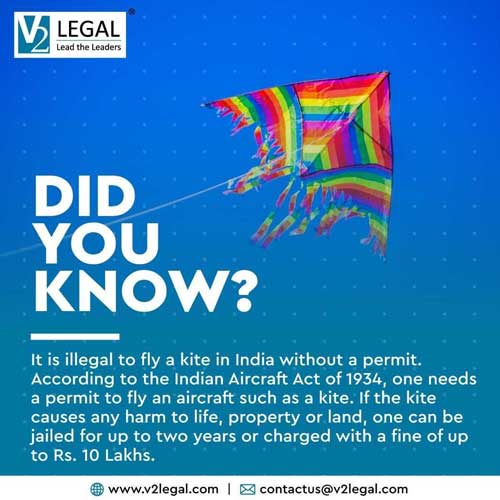 V2 LEGAL ®
Lead the Leaders
DID
YOU
KNOW?
It is illegal to fly a kite in India without a permit.
According to the Indian Aircraft Act of 1934, one needs
a permit to fly an aircraft such as a kite. If the kite
causes any harm to life, property or land, one can be
jailed for up to two years or charged with a fine of up
to Rs. 10 Lakhs.
www.v2legal.com | contactus@v2legal.com